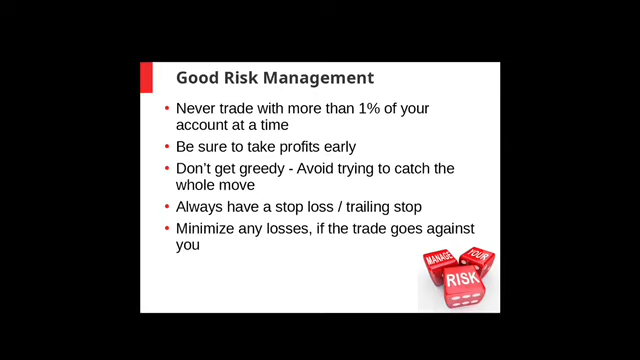 Good Risk Management
• Never trade with more than 1% of your
account at a time
• Be sure to take profits early
• Don’t get greedy - Avoid trying to catch the
whole move
• Always have a stop loss / trailing stop
• Minimize any losses, if the trade goes against
you
MANAGE
YOUR
RISK